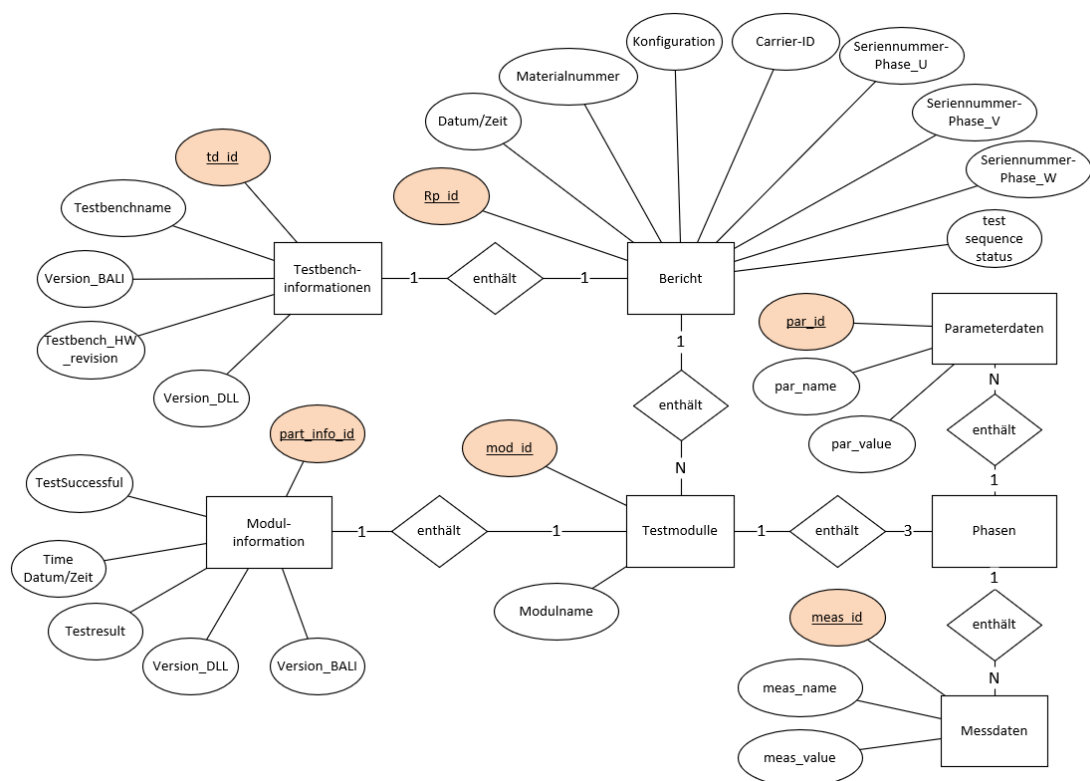 Konfiguration
Carrier-ID
Seriennummer-
Phase_U
Materialnummer
Datum/Zeit
Seriennummer-
Phase_V
td_id
Seriennummer-
Phase_W
Rp_id
Testbenchname
test
sequence
status
Version_BALI
Testbench-
informationen
1
enthält
1
Bericht
Testbench_HW
_revision
Version_DLL
par_id
Parameterdaten
1
par_name
N
enthält
enthält
par_value
part_info_id
mod_id
N
1
TestSuccessful
Modul-
information
1
enthält
1
Testmodulle
1
enthält
3
Phasen
Time
Datum/Zeit
1
Modulname
Testresult
meas_id
enthält
Version_DLL
Version_BALI
N
meas_name
Messdaten
meas_value